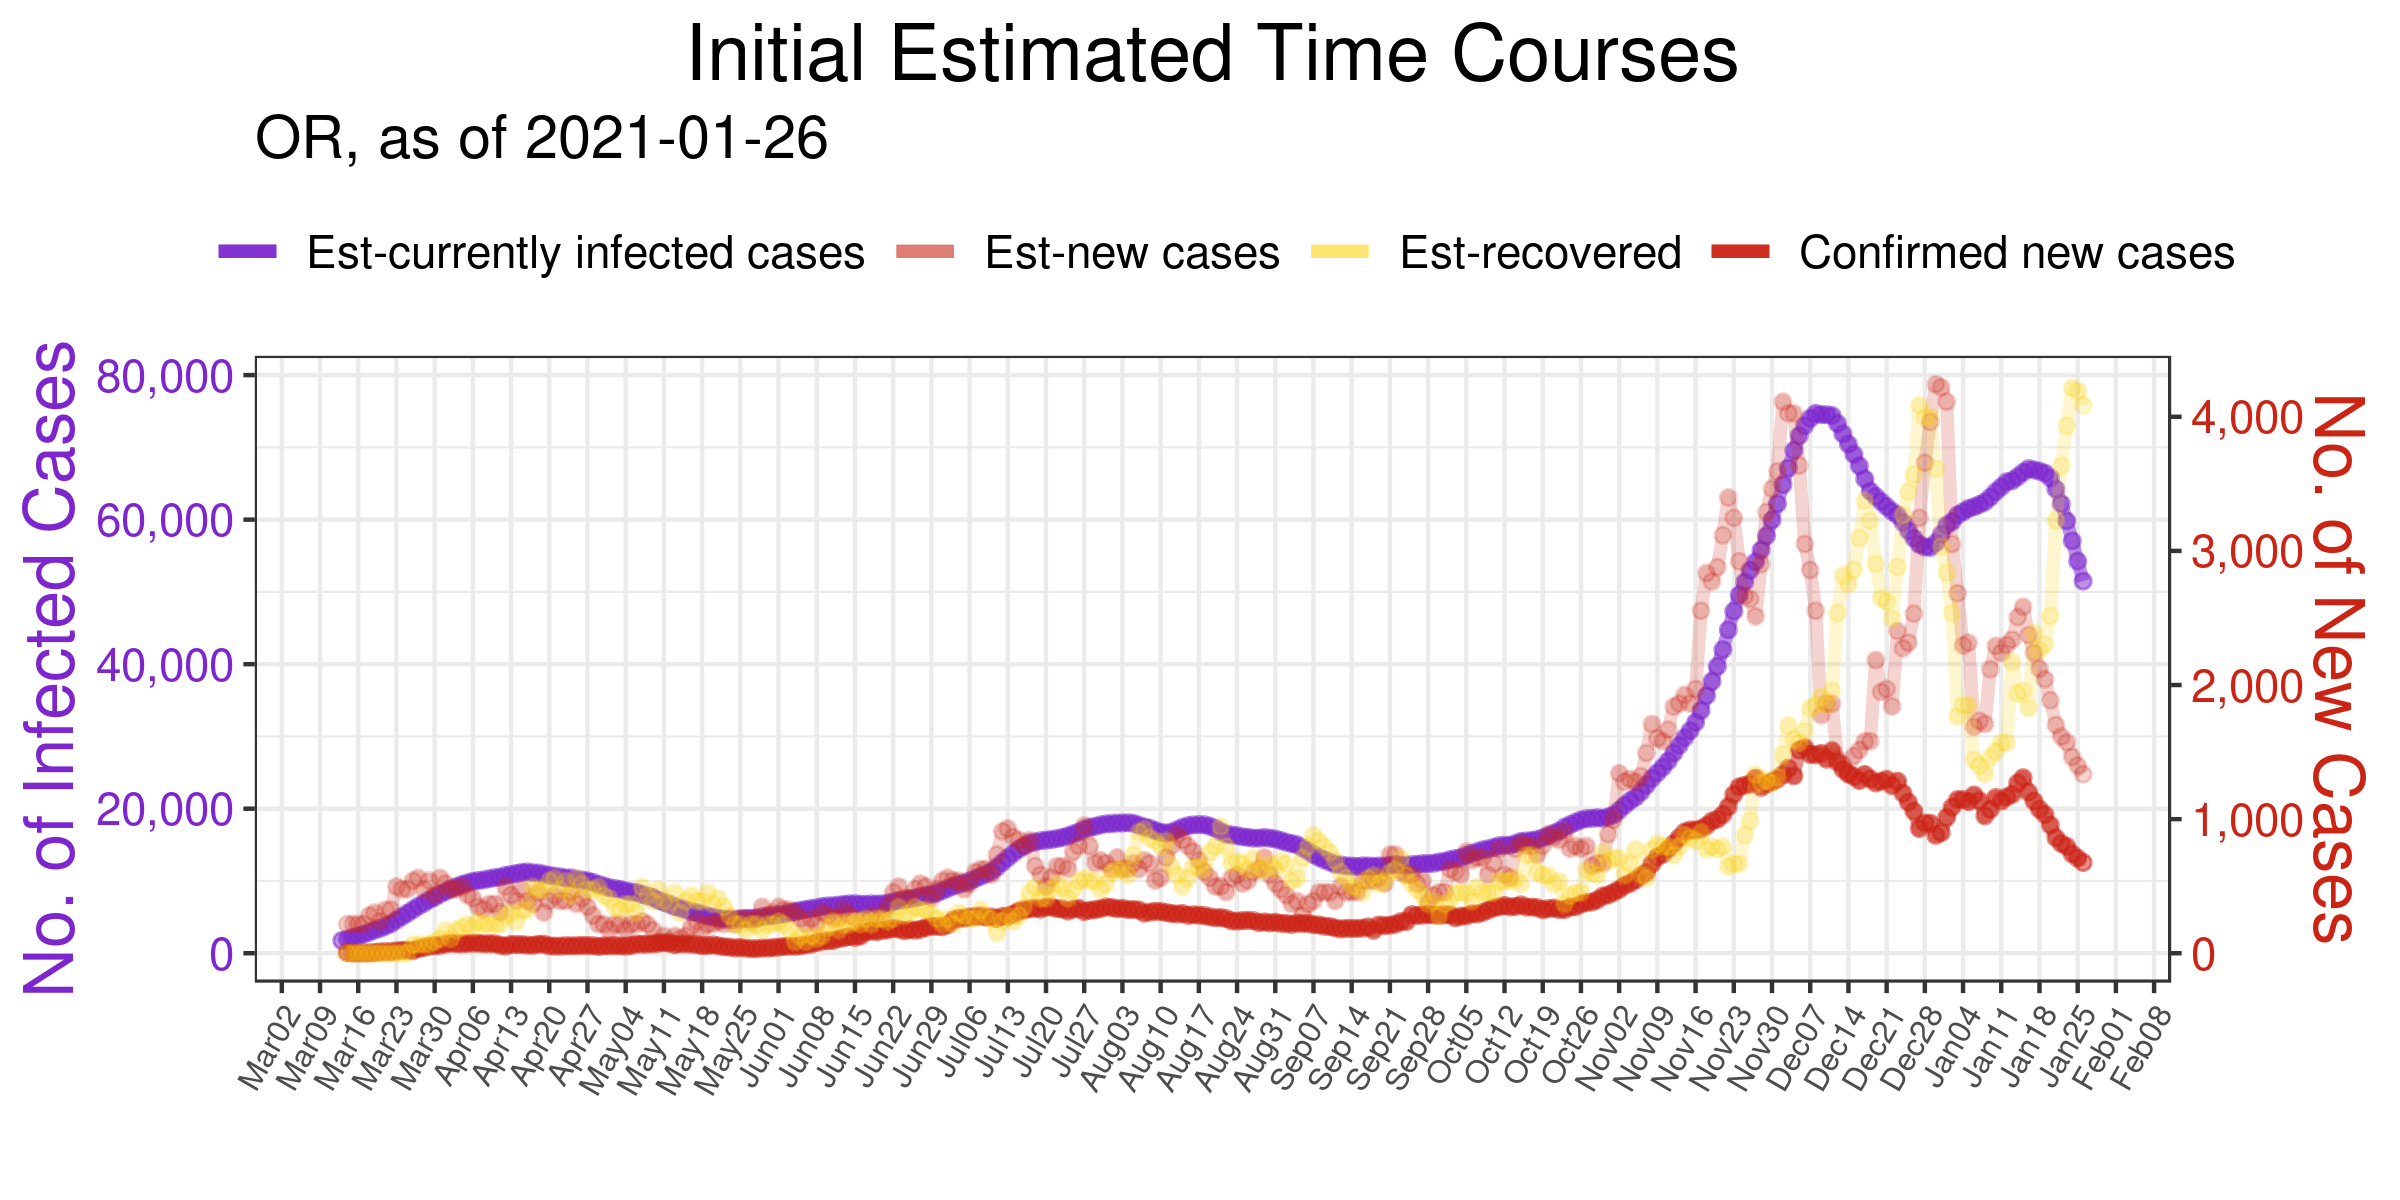 Initial Estimated Time Courses
OR, as of 2021-01-26
Est-currently infected cases Est-new cases Est-recovered Confirmed new cases
No. of Infected Cases
80,000
60,000
40,000
20,000
0
4,000
3,000
2,000
1,000
0
No. of New Cases
Mar02 Mar09 Mar16 Mar23 Mar30 Apr06 Apr13 Apr20 Apr27 May04 May11 May18 May25 Jun01 Jun08 Jun15 Jun22 Jun29 Jul06 Jul13 Jul20 Jul27 Aug03 Aug10 Aug17 Aug24 Aug31 Sep07 Sep14 Sep21 Sep28 Oct05 Oct12 Oct19 Oct26 Nov02 Nov09 Nov16 Nov23 Nov30 Dec07 Dec14 Dec21 Dec28 Jan04 Jan11 Jan18 Jan25 Feb01 Feb08